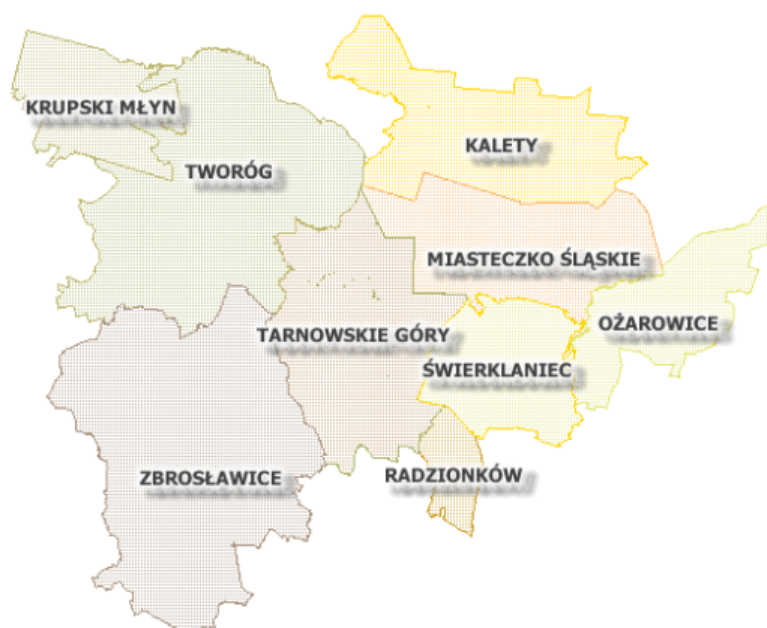 KRUPSKI MŁYN
KALETY
TWORÓG
MIASTECZKO ŚLĄSKIE
OŻAROWICE
TARNOWSKIE GÓRY
ŚWIERKLANIEC
ZBROSŁAWICE
RADZIONKÓW